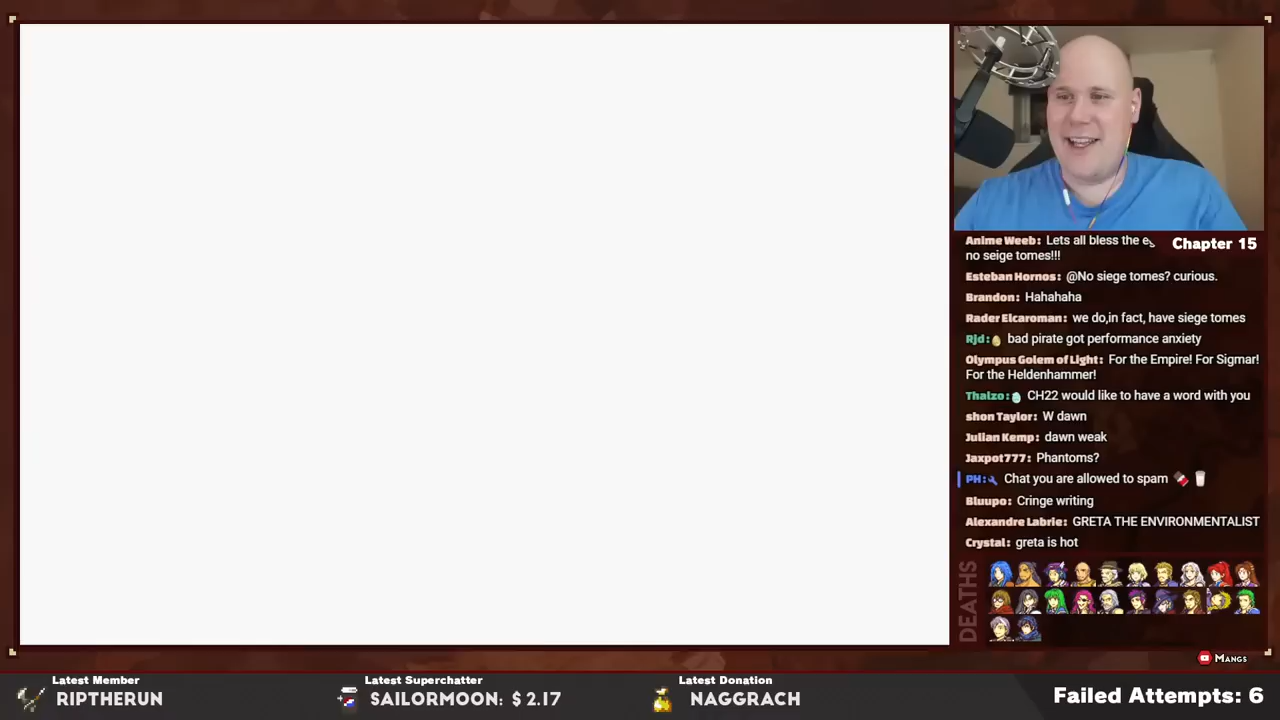 Anime Weeb: Lets all bless the
no seige tomes!!!
Chapter 15
Esteban Hornos: @No siege tomes? curious.
Brandon: Hahahaha
Rader Elcaroman: we do,in fact, have siege tomes
Rjd: bad pirate got performance anxiety
Olympus Golem of Light: For the Empire! For Sigmar!
For the Heldenhammer!
Thalzo: CH22 would like to have a word with you
shon Taylor: W dawn
Julian Kemp: dawn weak
Jaxpot777: Phantoms?
PH: Chat you are allowed to spam
Bluupo: Cringe writing
Alexandre Labrie: GRETA THE ENVIRONMENTALIST
Crystal: greta is hot
DEATHS
MANGS
Latest Member
RIPTHERUN
Latest Superchatter
SAILORMOON: $ 2.17
Latest Donation
NAGGRACH
Failed Attempts: 6